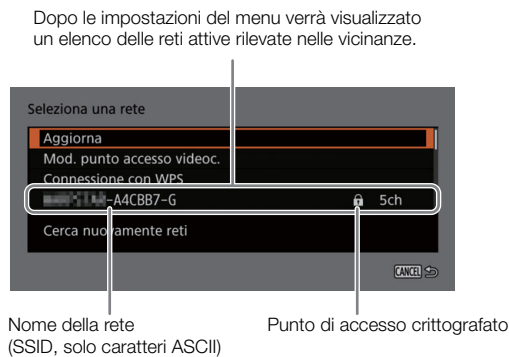 Dopo le impostazioni del menu verrà visualizzato
un elenco delle reti attive rilevate nelle vicinanze.
Seleziona una rete
Aggiorna
Mod. punto accesso videoc.
Connessione con WPS
-A4CBB7-G 5ch
Cerca nuovamente reti
CANCEL
Nome della rete
(SSID, solo caratteri ASCII)
Punto di accesso crittografato